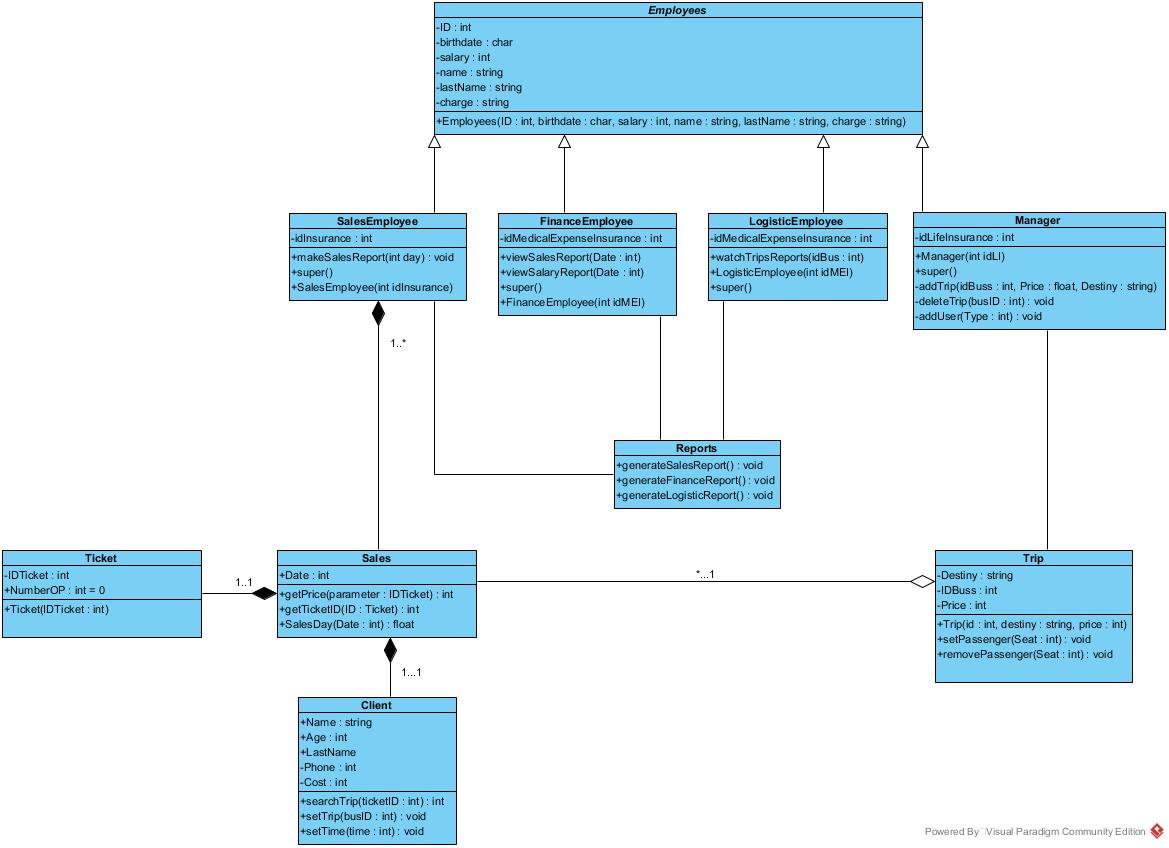 Employees
-ID : int
-birthdate : char
-salary : int
-name : string
-lastName : string
-charge : string
+Employees(ID : int, birthdate : char, salary : int, name : string, lastName : string, charge : string)
SalesEmployee
-idInsurance : int
+makeSalesReport(int day) : void
+super()
+SalesEmployee(int idInsurance)
FinanceEmployee
-idMedicalExpenseInsurance : int
+viewSalesReport(Date : int)
+viewSalaryReport(Date : int)
+super()
+FinanceEmployee(int idMEI)
LogisticEmployee
-idMedicalExpenseInsurance : int
+watchTripsReports(idBus : int)
+LogisticEmployee(int idMEI)
+super()
Manager
-idLifeInsurance : int
+Manager(int idLI)
+super()
-addTrip(idBuss : int, Price : float, Destiny : string)
-deleteTrip(busID : int) : void
-addUser(Type : int) : void
1..*
Reports
+generateSalesReport() : void
+generateFinanceReport() : void
+generateLogisticReport() : void
Ticket
-IDTicket : int
+NumberOP : int = 0
+Ticket(IDTicket : int)
1..1
Sales
+Date : int
+getPrice(parameter : IDTicket) : int
+getTicketID(ID : Ticket) : int
+SalesDay(Date : int) : float
*...1
Trip
-Destiny : string
-IDBuss : int
-Price : int
+Trip(id : int, destiny : string, price : int)
+setPassenger(Seat : int) : void
+removePassenger(Seat : int) : void
1...1
Client
+Name : string
+Age : int
+LastName
-Phone : int
-Cost : int
+searchTrip(ticketID : int) : int
+setTrip(busID : int) : void
+setTime(time : int) : void
Powered By Visual Paradigm Community Edition